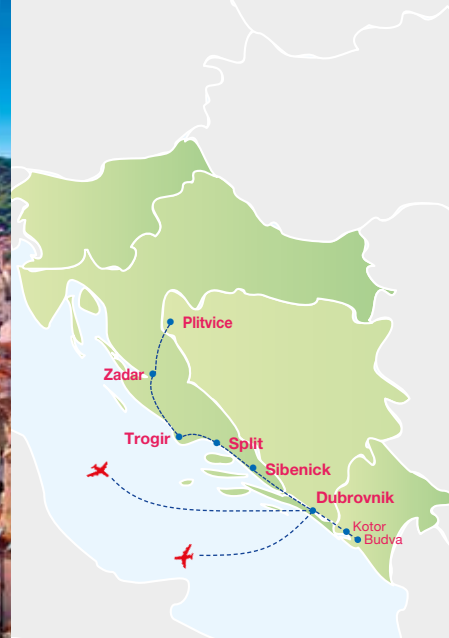 Plitvice
Zadar
Trogir
Split
Sibenick
Dubrovnik
Kotor
Budva